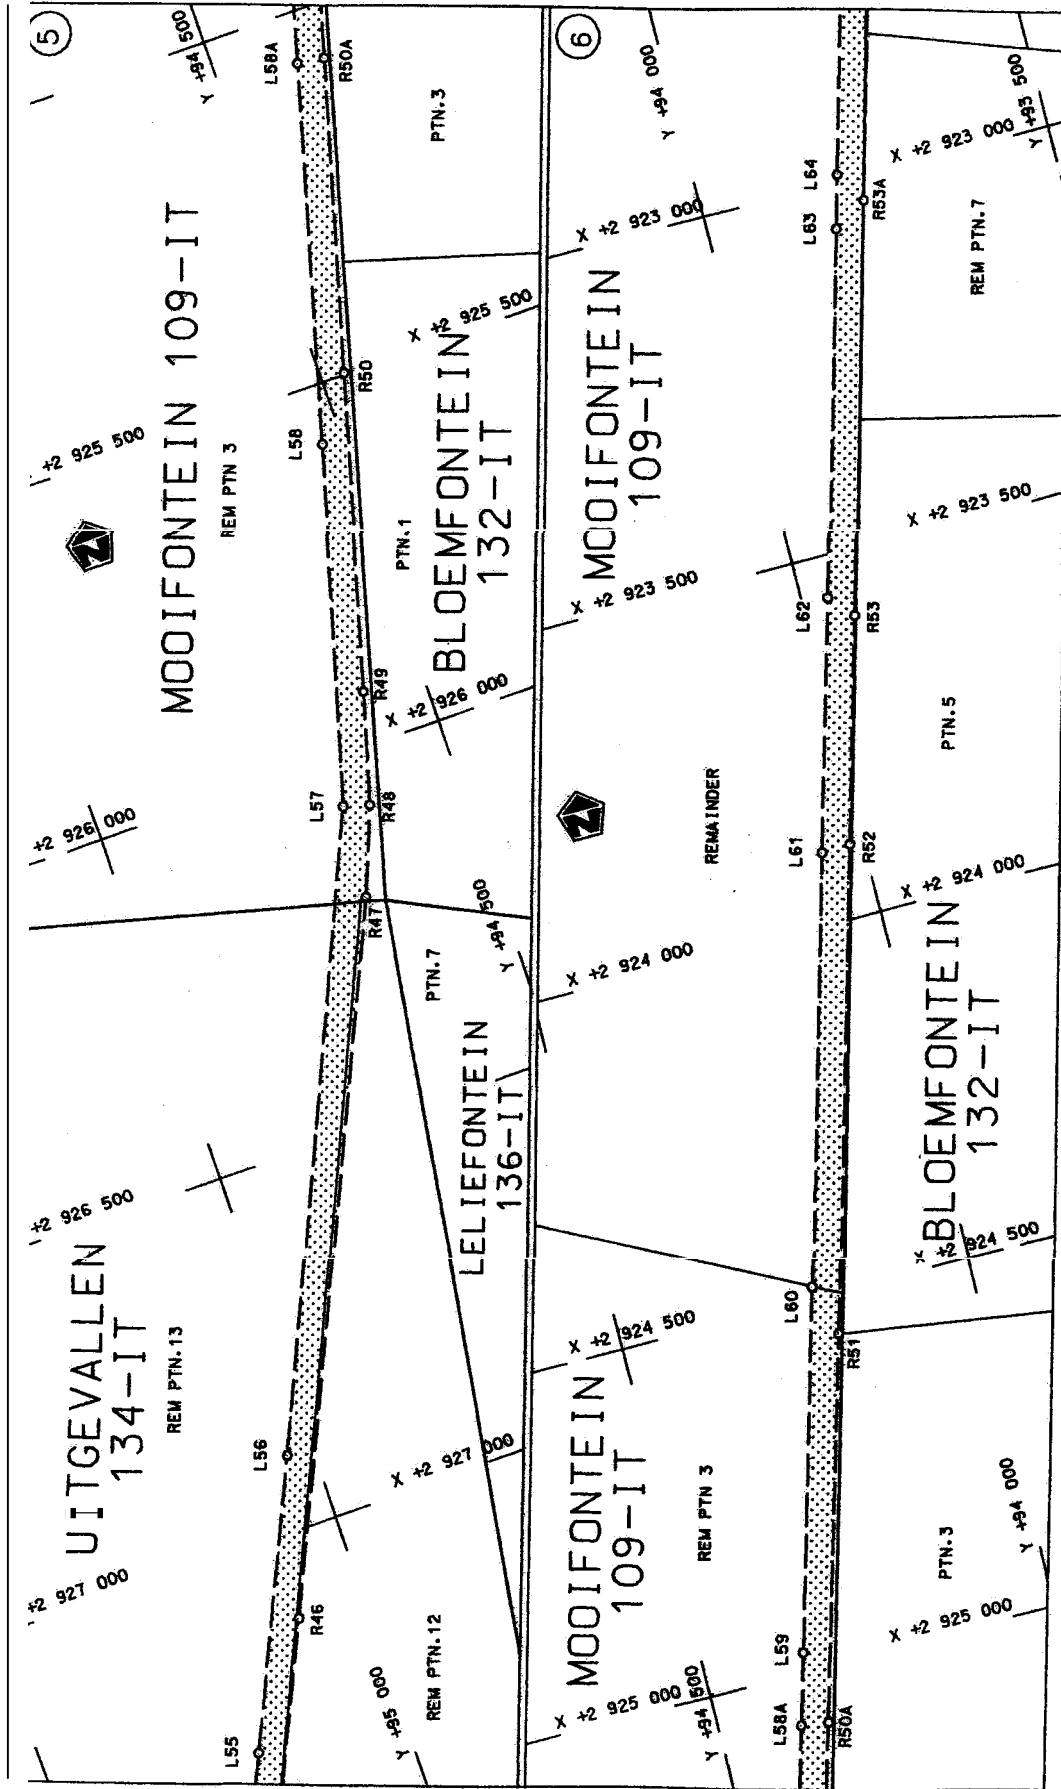 5
Y +94 500
L58A
R50A
PTN.3
MOOIFONTEIN 109-IT
REM PTN 3
+2 925 500
N
L58
R50
X +2 925 500
PTN.1
BLOEMFONTEIN
132-IT
R49
X +2 926 000
L57
R48
+2 926 000
R47
Y +94 500
PTN.7
LELIEFONTEIN
136-IT
+2 926 500
UITGEVALLEN
134-IT
REM PTN.13
L56
X +2 927 000
+2 927 000
R46
REM PTN.12
Y +95 000
L55
6
Y +94 000
X +2 923 000
Y +93 500
L64
L63
R53A
X +2 923 000
REM PTN.7
MOOIFONTEIN
109-IT
X +2 923 500
X +2 923 500
L62
R53
PTN.5
N
REMAINDER
L61
R52
X +2 924 000
X +2 924 000
BLOEMFONTEIN
132-IT
X +2 924 500
L60
R51
X +2 924 500
MOOIFONTEIN
109-IT
REM PTN 3
PTN.3
Y +94 000
X +2 925 000
L59
X +2 925 000
Y +94 500
L58A
R50A